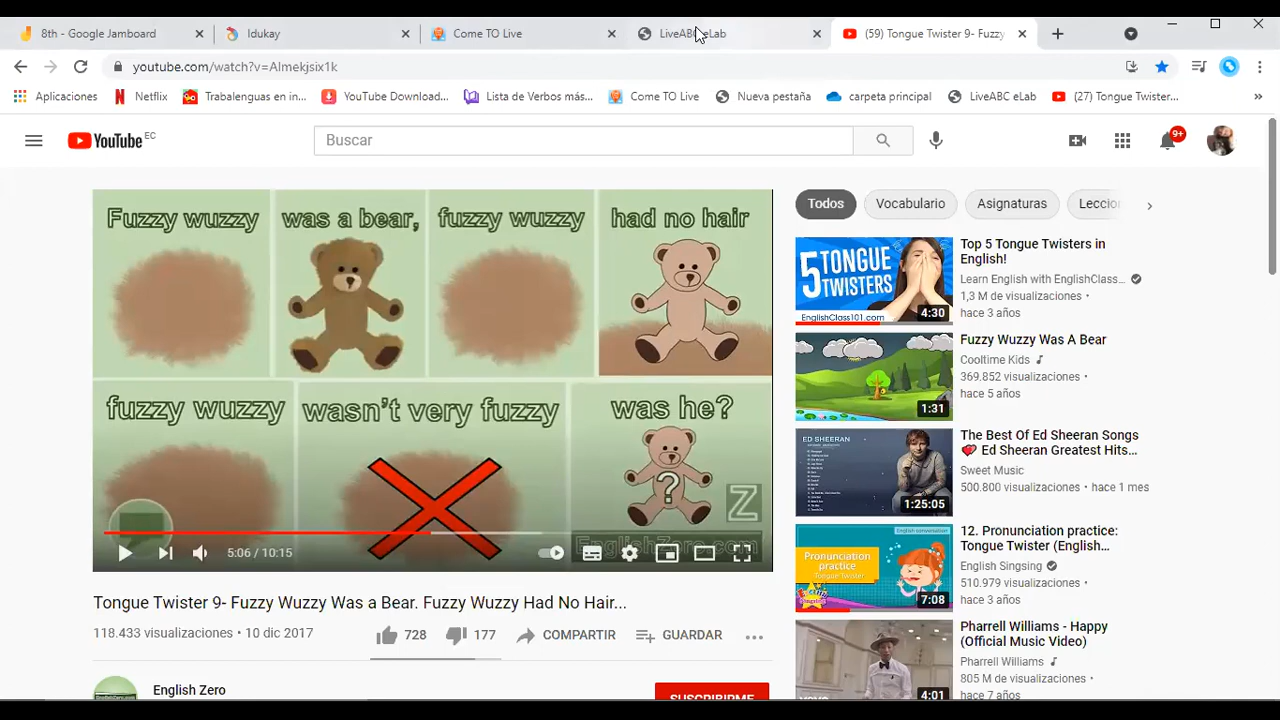 8th - Google Jamboard
Idukay
Come TO Live
LiveABC eLab
(59) Tongue Twister 9- Fuzzy
youtube.com/watch?v=AImekjsix1k
Aplicaciones
Netflix
Trabalenguas en in...
YouTube Download...
Lista de Verbos más...
Come TO Live
Nueva pestaña
carpeta principal
LiveABC eLab
(27) Tongue Twister...
»
YouTube EC
Buscar
9+
Fuzzy wuzzy
was a bear,
fuzzy wuzzy
had no hair
fuzzy wuzzy
wasn't very fuzzy
was he?
?
Z
EnglishZero.com
5:06 / 10:15
Tongue Twister 9- Fuzzy Wuzzy Was a Bear. Fuzzy Wuzzy Had No Hair...
118.433 visualizaciones • 10 dic 2017
728
177
COMPARTIR
GUARDAR
English Zero
SUSCRIBIRME
Todos
Vocabulario
Asignaturas
Leccio
5 TONGUE
TWISTERS
EnglishClass101.com
4:30
Top 5 Tongue Twisters in
English!
Learn English with EnglishClass...
1,3 M de visualizaciones •
hace 3 años
1:31
Fuzzy Wuzzy Was A Bear
Cooltime Kids
369.852 visualizaciones •
hace 5 años
ED SHEERAN
1:25:05
The Best Of Ed Sheeran Songs
Ed Sheeran Greatest Hits...
Sweet Music
500.800 visualizaciones • hace 1 mes
English conversation
Pronunciation
practice
Tongue Twister
7:08
12. Pronunciation practice:
Tongue Twister (English...
English Singsing
510.979 visualizaciones •
hace 3 años
4:01
Pharrell Williams - Happy
(Official Music Video)
Pharrell Williams
805 M de visualizaciones •
hace 7 años